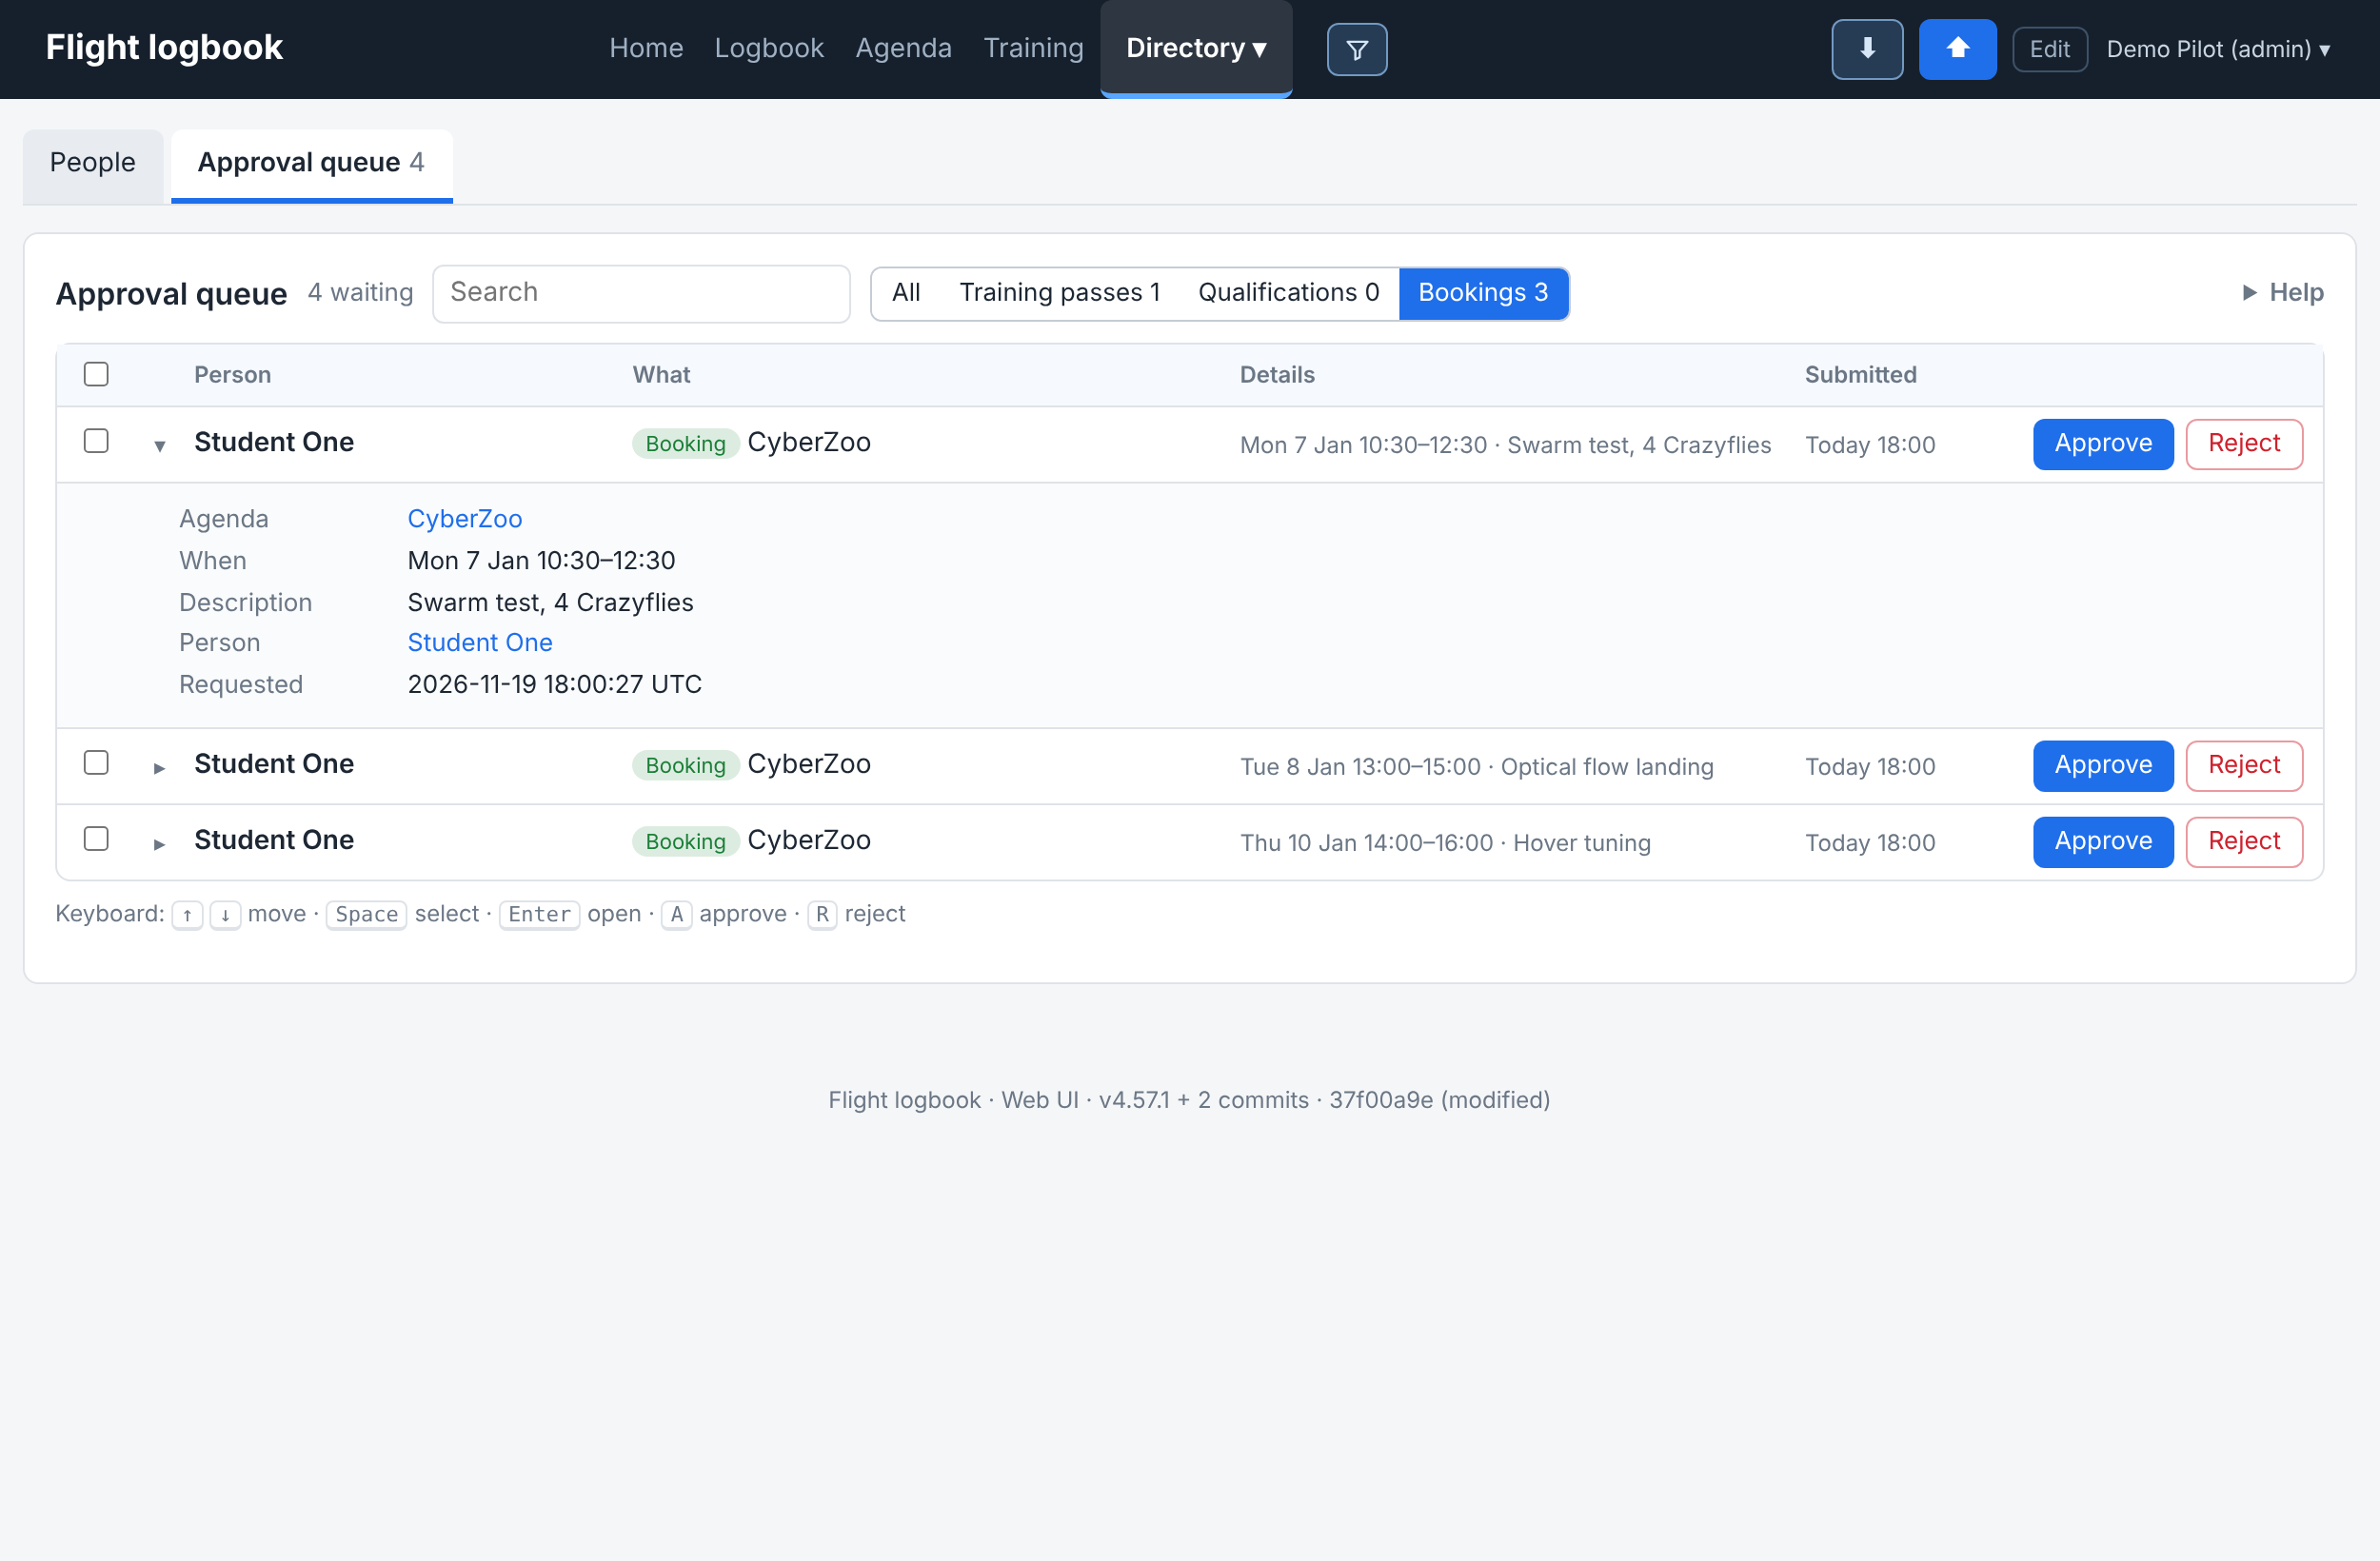 Flight logbook Home Logbook Agenda Training Directory ▾ Edit Demo Pilot (admin) ▾
People Approval queue 4
Approval queue 4 waiting Search All Training passes 1 Qualifications 0 Bookings 3 ▶ Help
Person What Details Submitted
▾ Student One Booking CyberZoo Mon 7 Jan 10:30–12:30 · Swarm test, 4 Crazyflies Today 18:00 Approve Reject
Agenda CyberZoo
When Mon 7 Jan 10:30–12:30
Description Swarm test, 4 Crazyflies
Person Student One
Requested 2026-11-19 18:00:27 UTC
▸ Student One Booking CyberZoo Tue 8 Jan 13:00–15:00 · Optical flow landing Today 18:00 Approve Reject
▸ Student One Booking CyberZoo Thu 10 Jan 14:00–16:00 · Hover tuning Today 18:00 Approve Reject
Keyboard: ↑ ↓ move · Space select · Enter open · A approve · R reject
Flight logbook · Web UI · v4.57.1 + 2 commits · 37f00a9e (modified)